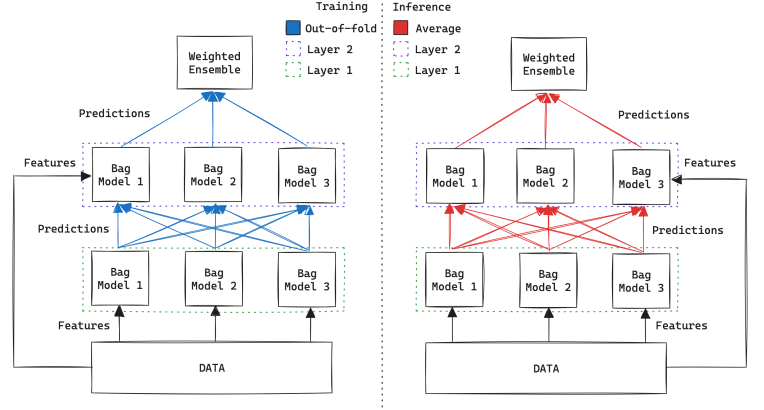 Training
Out-of-fold
Layer 2
Layer 1
Weighted
Ensemble
Predictions
Features
Bag
Model 1
Bag
Model 2
Bag
Model 3
Predictions
Bag
Model 1
Bag
Model 2
Bag
Model 3
Features
DATA
Inference
Average
Layer 2
Layer 1
Weighted
Ensemble
Predictions
Features
Bag
Model 1
Bag
Model 2
Bag
Model 3
Predictions
Bag
Model 1
Bag
Model 2
Bag
Model 3
Features
DATA